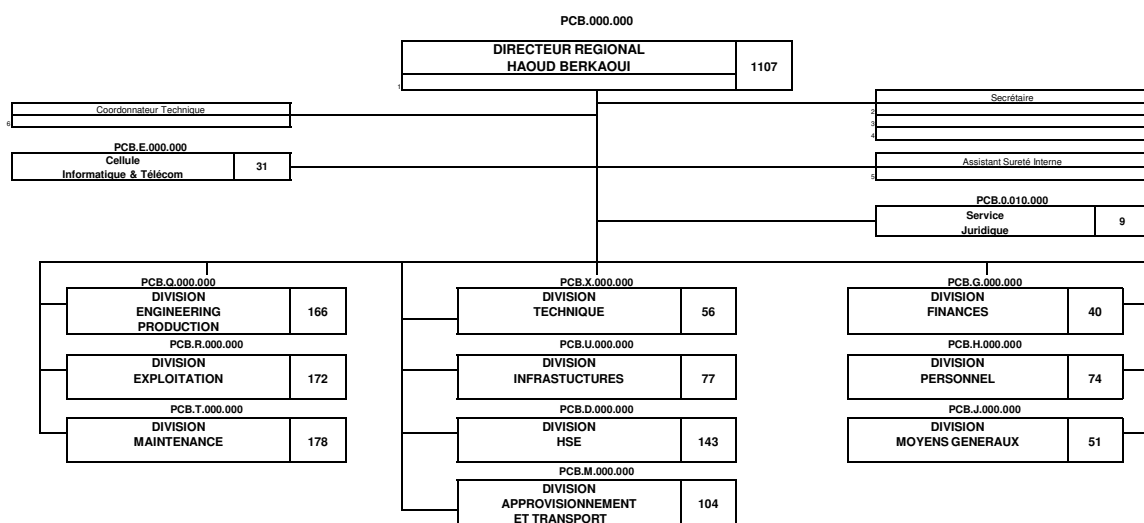 PCB.000.000
DIRECTEUR REGIONAL
HAOUD BERKAOUI
1107
1
Coordonnateur Technique
6
Secrétaire
2
3
4
PCB.E.000.000
Cellule
Informatique & Télécom
31
Assistant Sureté Interne
5
PCB.0.010.000
Service
Juridique
9
PCB.Q.000.000
DIVISION
ENGINEERING
PRODUCTION
166
PCB.X.000.000
DIVISION
TECHNIQUE
56
PCB.G.000.000
DIVISION
FINANCES
40
PCB.R.000.000
DIVISION
EXPLOITATION
172
PCB.U.000.000
DIVISION
INFRASTUCTURES
77
PCB.H.000.000
DIVISION
PERSONNEL
74
PCB.T.000.000
DIVISION
MAINTENANCE
178
PCB.D.000.000
DIVISION
HSE
143
PCB.J.000.000
DIVISION
MOYENS GENERAUX
51
PCB.M.000.000
DIVISION
APPROVISIONNEMENT
ET TRANSPORT
104